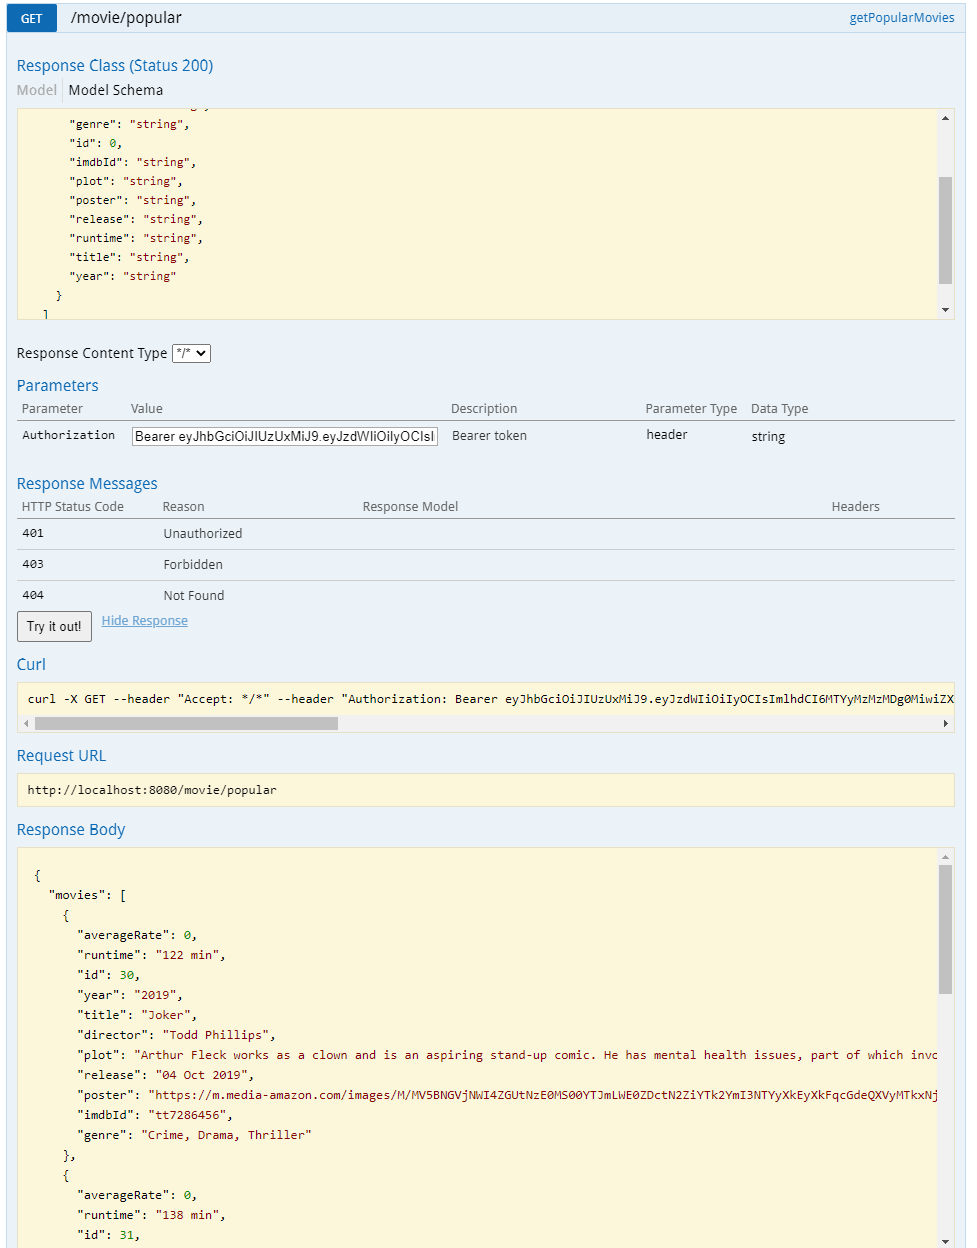 GET /movie/popular getPopularMovies
Response Class (Status 200)
Model Model Schema
"genre": "string",
"id": 0,
"imdbId": "string",
"plot": "string",
"poster": "string",
"release": "string",
"runtime": "string",
"title": "string",
"year": "string"
}
]
Response Content Type */*
Parameters
Parameter Value Description Parameter Type Data Type
Authorization Bearer eyJhbGciOiJIUzUxMiJ9.eyJzdWIiOiIyOCIsI Bearer token header string
Response Messages
HTTP Status Code Reason Response Model Headers
401 Unauthorized
403 Forbidden
404 Not Found
Try it out! Hide Response
Curl
curl -X GET --header "Accept: */*" --header "Authorization: Bearer eyJhbGciOiJIUzUxMiJ9.eyJzdWIiOiIyOCIsImlhdCI6MTYyMzMzMDg0MiwiZX
Request URL
http://localhost:8080/movie/popular
Response Body
{
"movies": [
{
"averageRate": 0,
"runtime": "122 min",
"id": 30,
"year": "2019",
"title": "Joker",
"director": "Todd Phillips",
"plot": "Arthur Fleck works as a clown and is an aspiring stand-up comic. He has mental health issues, part of which invo
"release": "04 Oct 2019",
"poster": "https://m.media-amazon.com/images/M/MV5BNGVjNWI4ZGUtNzE0MS00YTJmLWE0ZDctN2ZiYTk2YmI3NTYyXkEyXkFqcGdeQXVyMTkxNj
"imdbId": "tt7286456",
"genre": "Crime, Drama, Thriller"
},
{
"averageRate": 0,
"runtime": "138 min",
"id": 31,